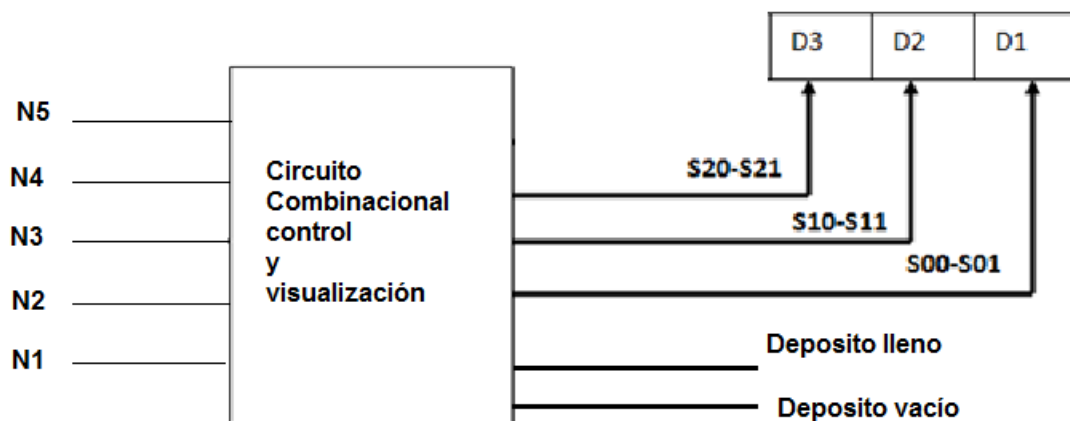 D3 D2 D1
N5
N4
N3
N2
N1
Circuito
Combinacional
control
y
visualización
S20-S21
S10-S11
S00-S01
Deposito lleno
Deposito vacío